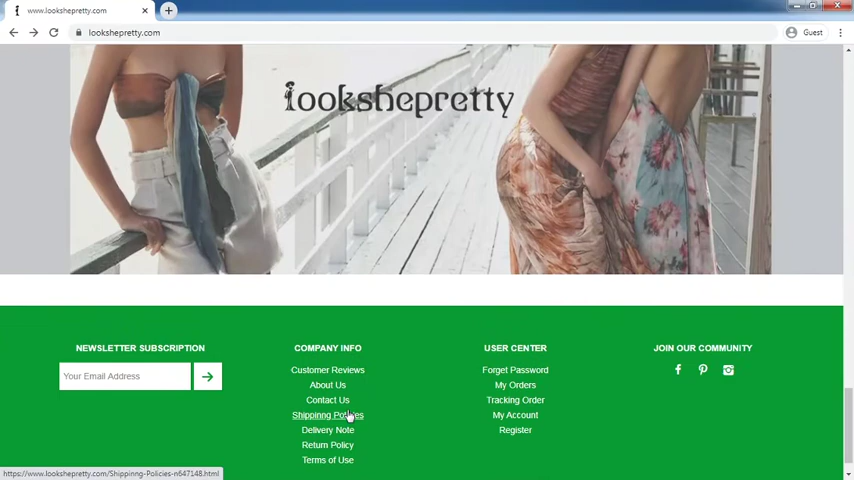 www.lookshepretty.com
Guest
lookshepretty.com
lookshepretty
NEWSLETTER SUBSCRIPTION
Your Email Address
COMPANY INFO
Customer Reviews
About Us
Contact Us
Shippinng Policies
Delivery Note
Return Policy
Terms of Use
USER CENTER
Forget Password
My Orders
Tracking Order
My Account
Register
JOIN OUR COMMUNITY
https://www.lookshepretty.com/Shippinng-Policies-n647148.html